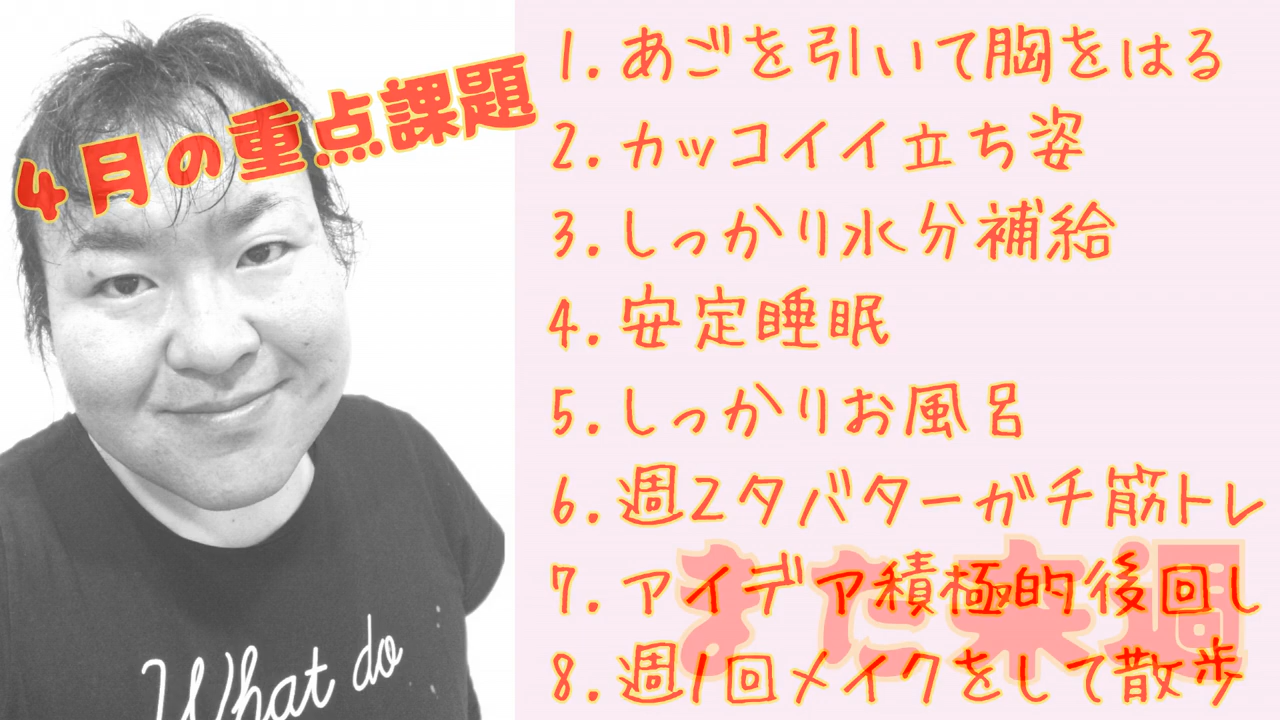 4月の重点課題
1. あごを引いて胸をはる
2. カッコイイ立ち姿
3. しっかり水分補給
4. 安定睡眠
5. しっかりお風呂
6. 週2タバターガチ筋トレ
7. アイデア積極的後回し
8. 週1回メイクをして散歩
また来週
What do